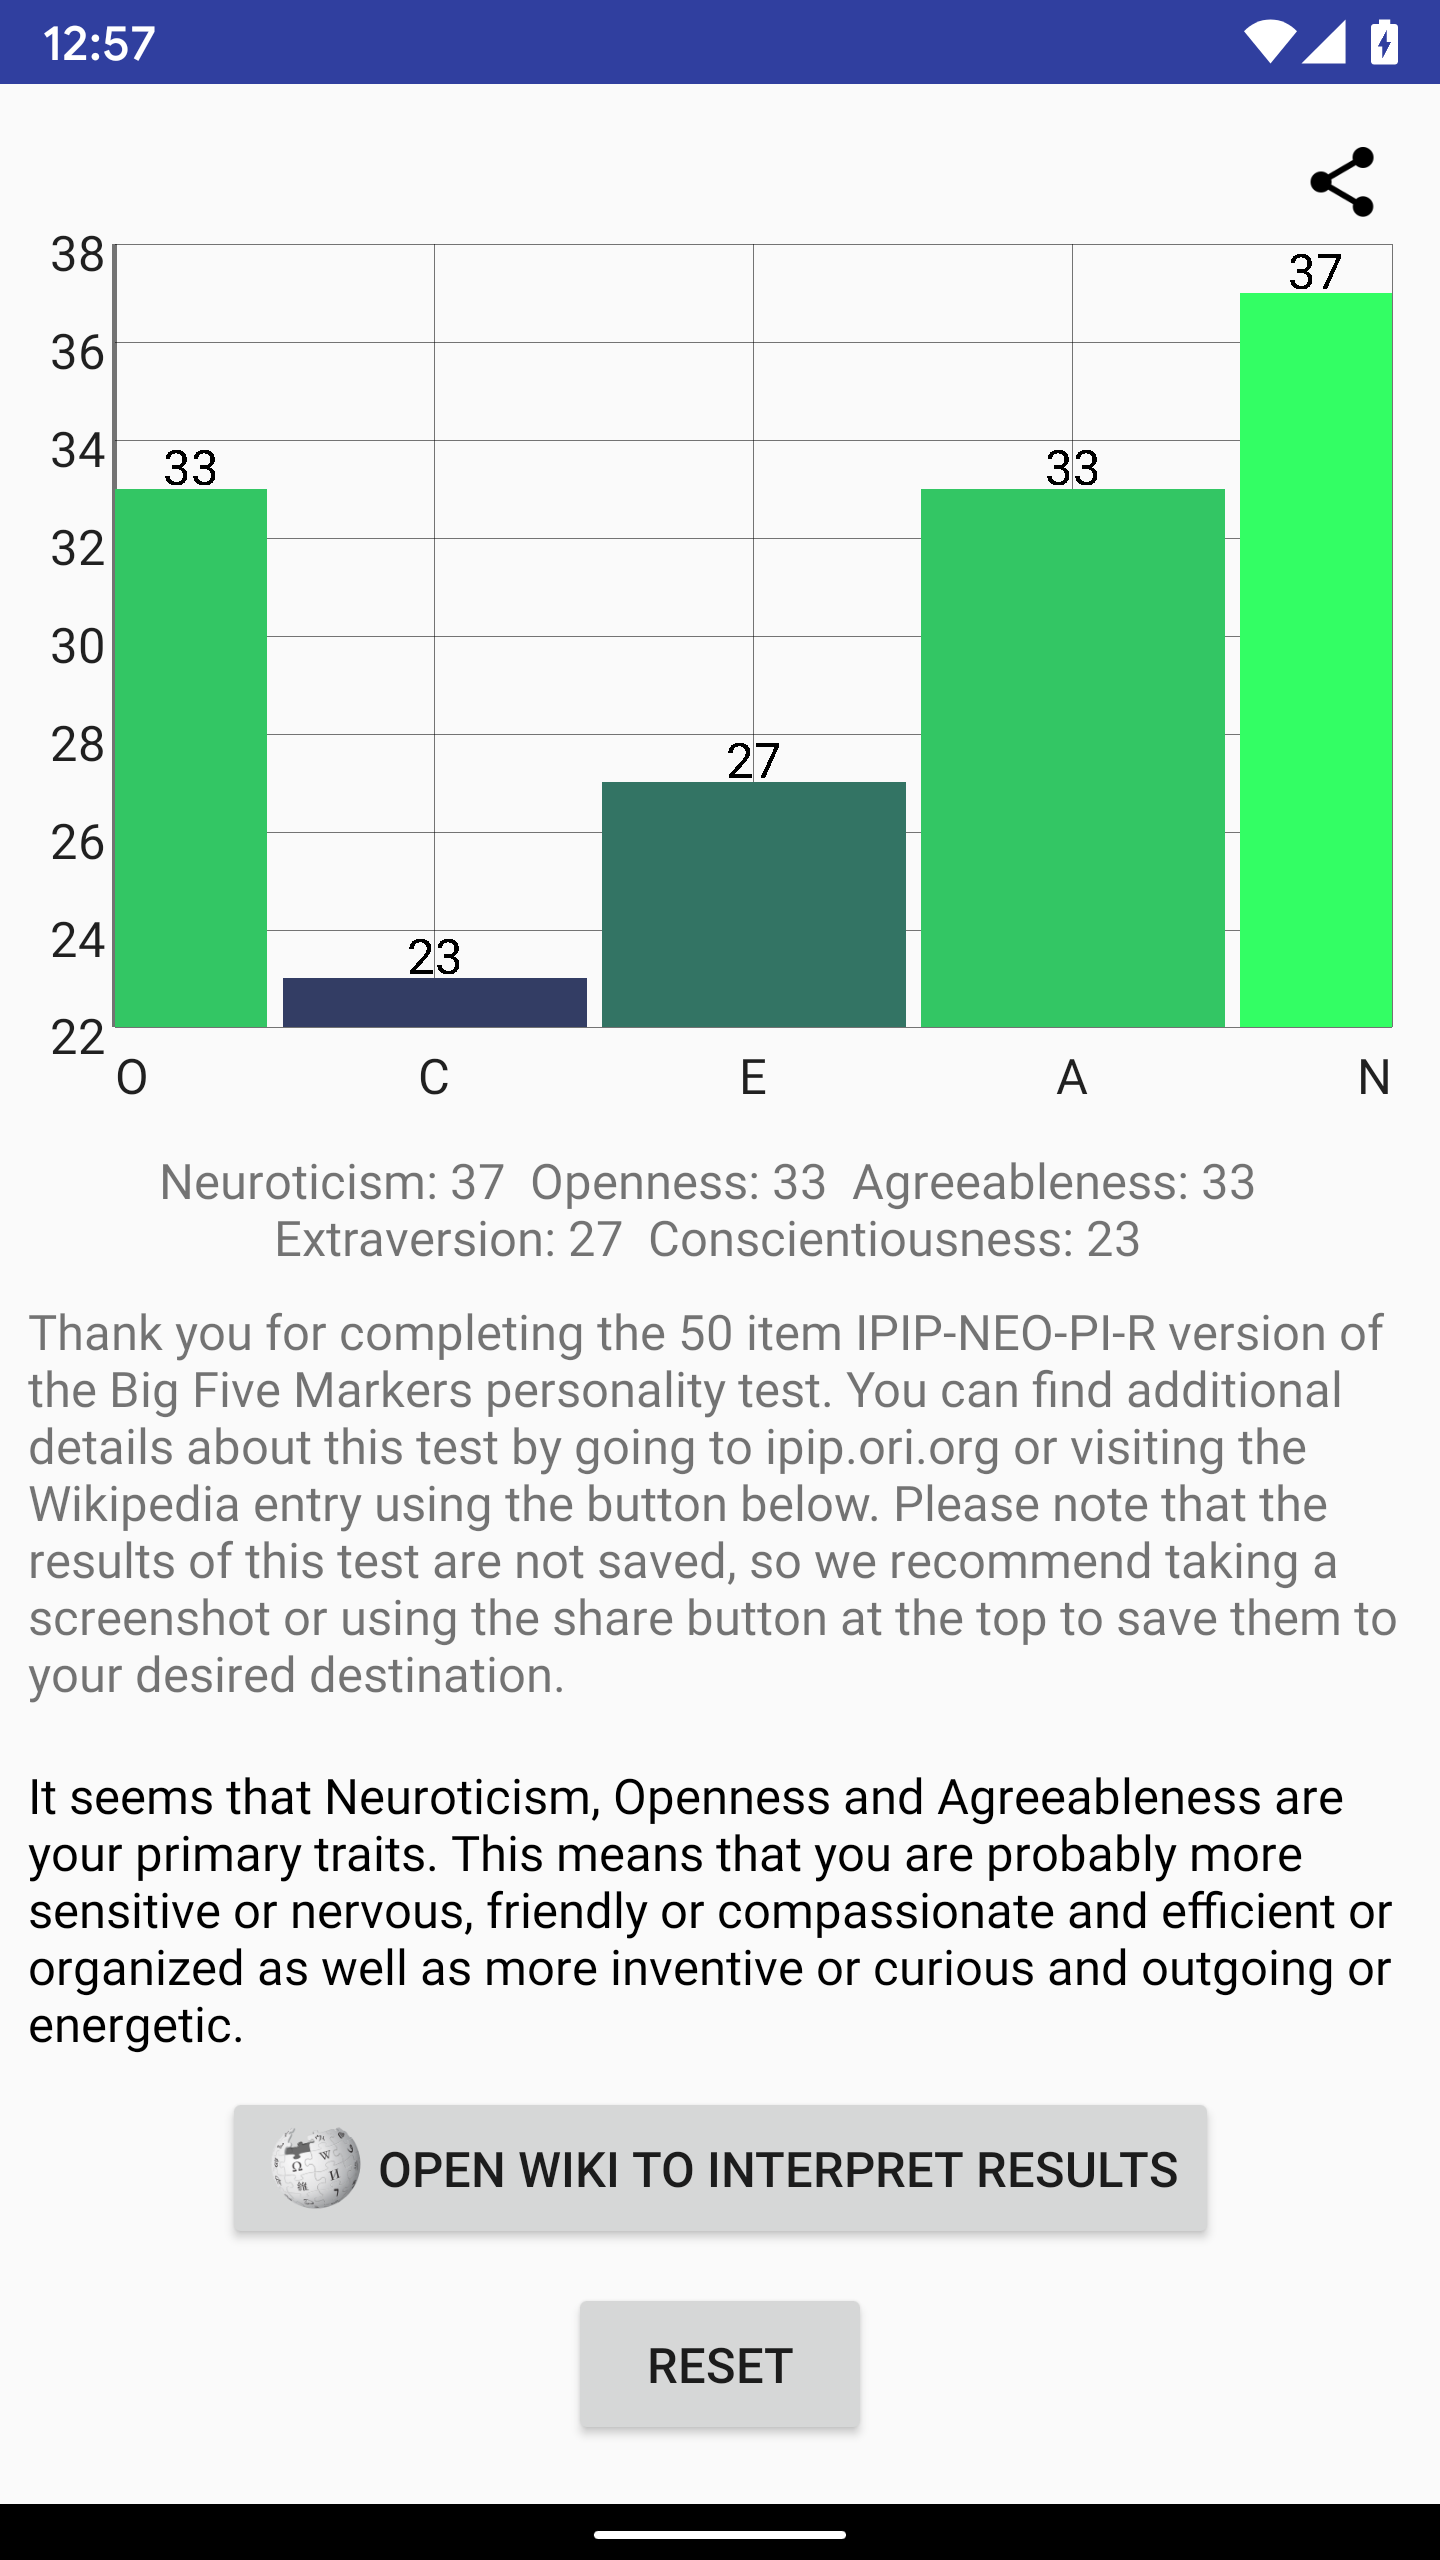 12:57
38
36
34
32
30
28
26
24
22
33
23
27
33
37
O C E A N
Neuroticism: 37 Openness: 33 Agreeableness: 33
Extraversion: 27 Conscientiousness: 23
Thank you for completing the 50 item IPIP-NEO-PI-R version of
the Big Five Markers personality test. You can find additional
details about this test by going to ipip.ori.org or visiting the
Wikipedia entry using the button below. Please note that the
results of this test are not saved, so we recommend taking a
screenshot or using the share button at the top to save them to
your desired destination.
It seems that Neuroticism, Openness and Agreeableness are
your primary traits. This means that you are probably more
sensitive or nervous, friendly or compassionate and efficient or
organized as well as more inventive or curious and outgoing or
energetic.
OPEN WIKI TO INTERPRET RESULTS
RESET